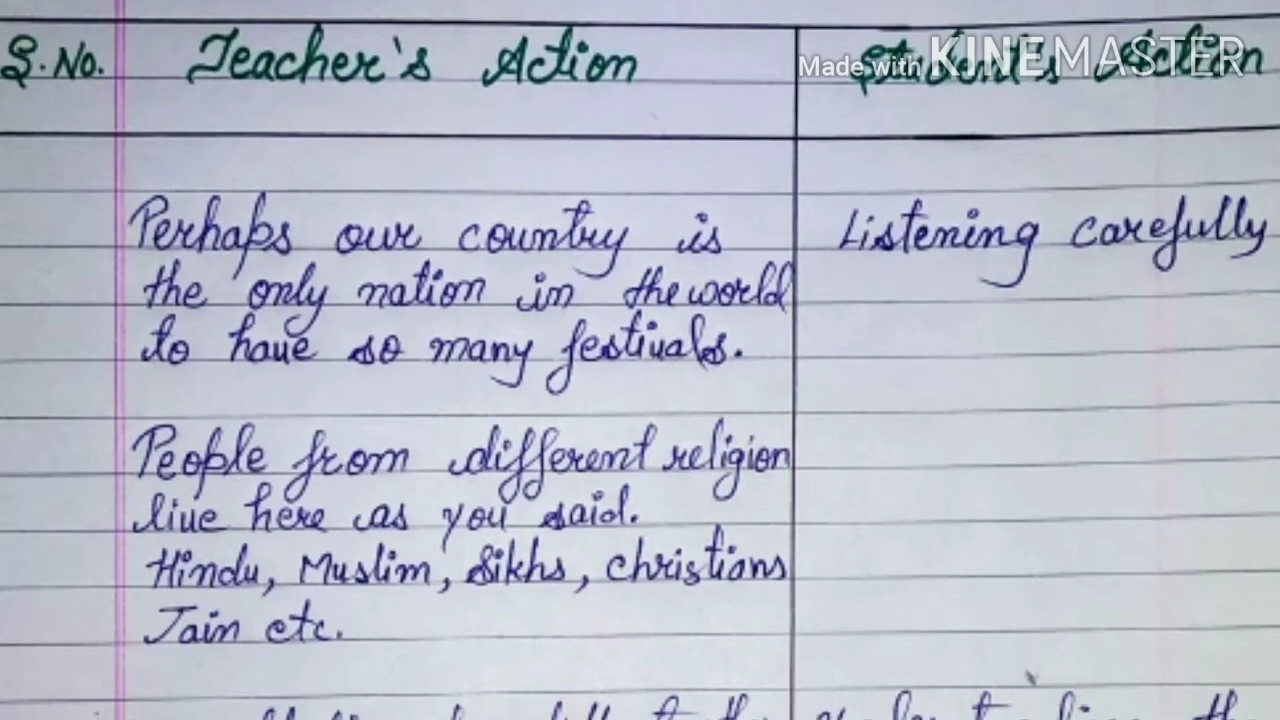 S.No. Teacher's Action Student's Action
Made with KINEMASTER
Perhaps our country is Listening carefully
the only nation in the world
to have so many festivals.
People from different religion
live here as you said.
Hindu, Muslim, Sikhs, Christians
Jain etc.